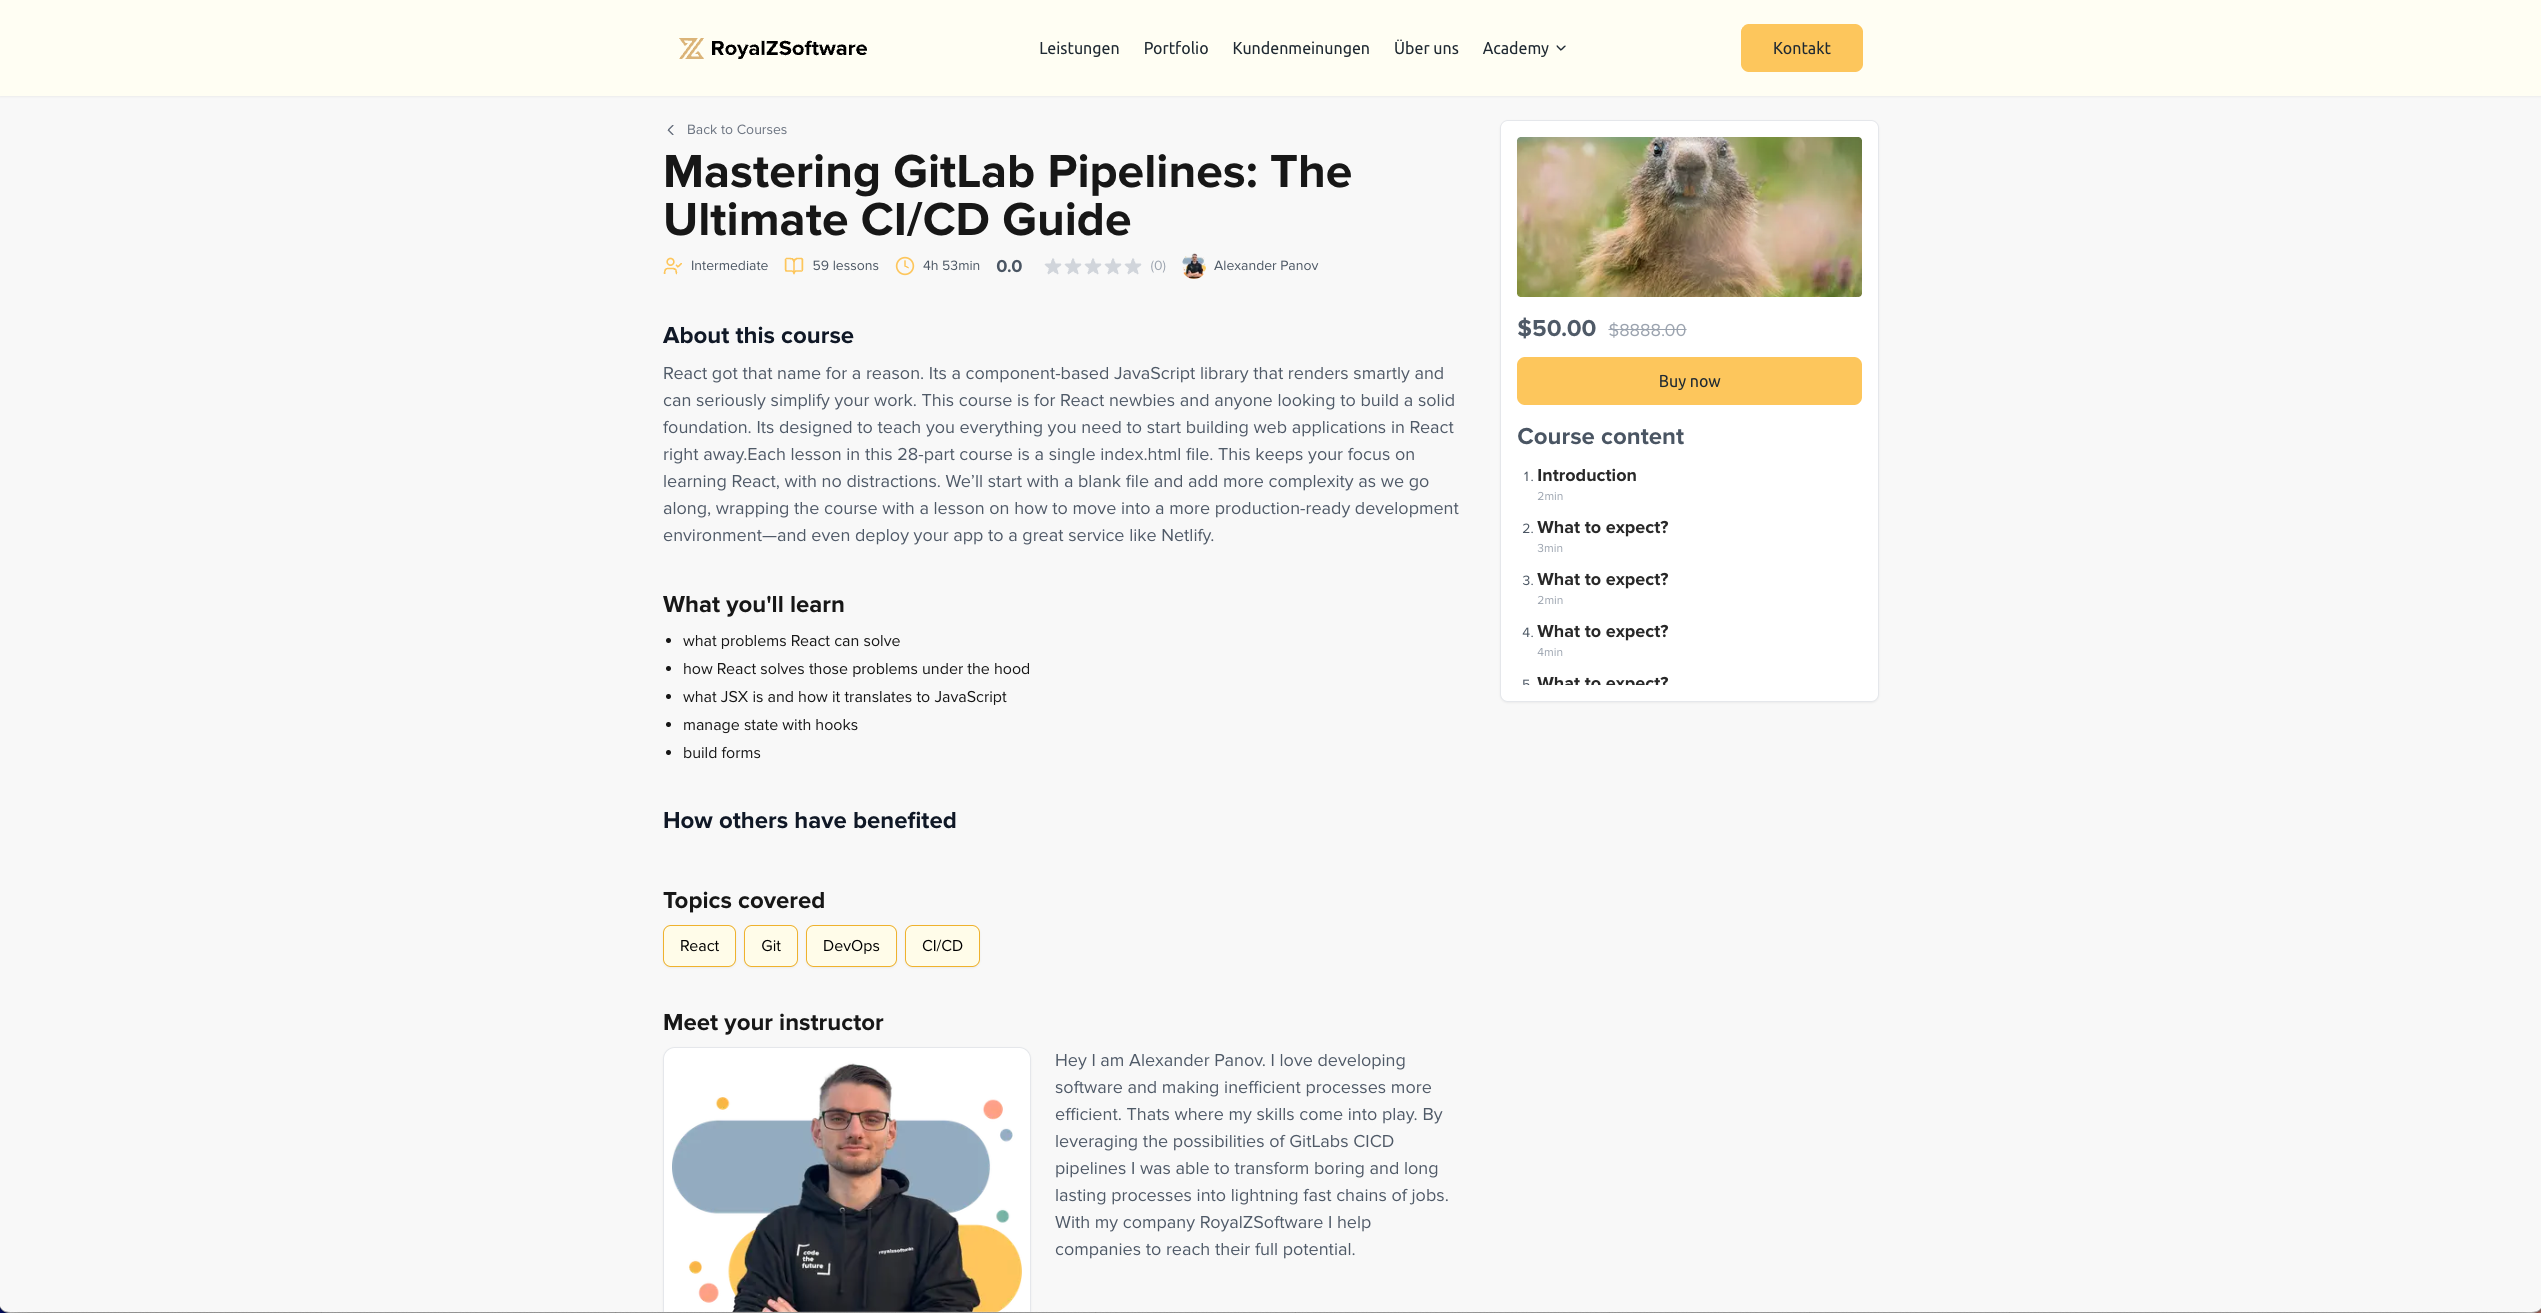 RoyalZSoftware
Leistungen
Portfolio
Kundenmeinungen
Über uns
Academy
Kontakt
Back to Courses
Mastering GitLab Pipelines: The
Ultimate CI/CD Guide
Intermediate
59 lessons
4h 53min
0.0
(0)
Alexander Panov
About this course
React got that name for a reason. Its a component-based JavaScript library that renders smartly and
can seriously simplify your work. This course is for React newbies and anyone looking to build a solid
foundation. Its designed to teach you everything you need to start building web applications in React
right away.Each lesson in this 28-part course is a single index.html file. This keeps your focus on
learning React, with no distractions. We’ll start with a blank file and add more complexity as we go
along, wrapping the course with a lesson on how to move into a more production-ready development
environment—and even deploy your app to a great service like Netlify.
What you'll learn
• what problems React can solve
• how React solves those problems under the hood
• what JSX is and how it translates to JavaScript
• manage state with hooks
• build forms
How others have benefited
Topics covered
React
Git
DevOps
CI/CD
Meet your instructor
code
the
future
royalzsoftware
Hey I am Alexander Panov. I love developing
software and making inefficient processes more
efficient. Thats where my skills come into play. By
leveraging the possibilities of GitLabs CICD
pipelines I was able to transform boring and long
lasting processes into lightning fast chains of jobs.
With my company RoyalZSoftware I help
companies to reach their full potential.
$50.00 $8888.00
Buy now
Course content
1. Introduction
2min
2. What to expect?
3min
3. What to expect?
2min
4. What to expect?
4min
5. What to expect?